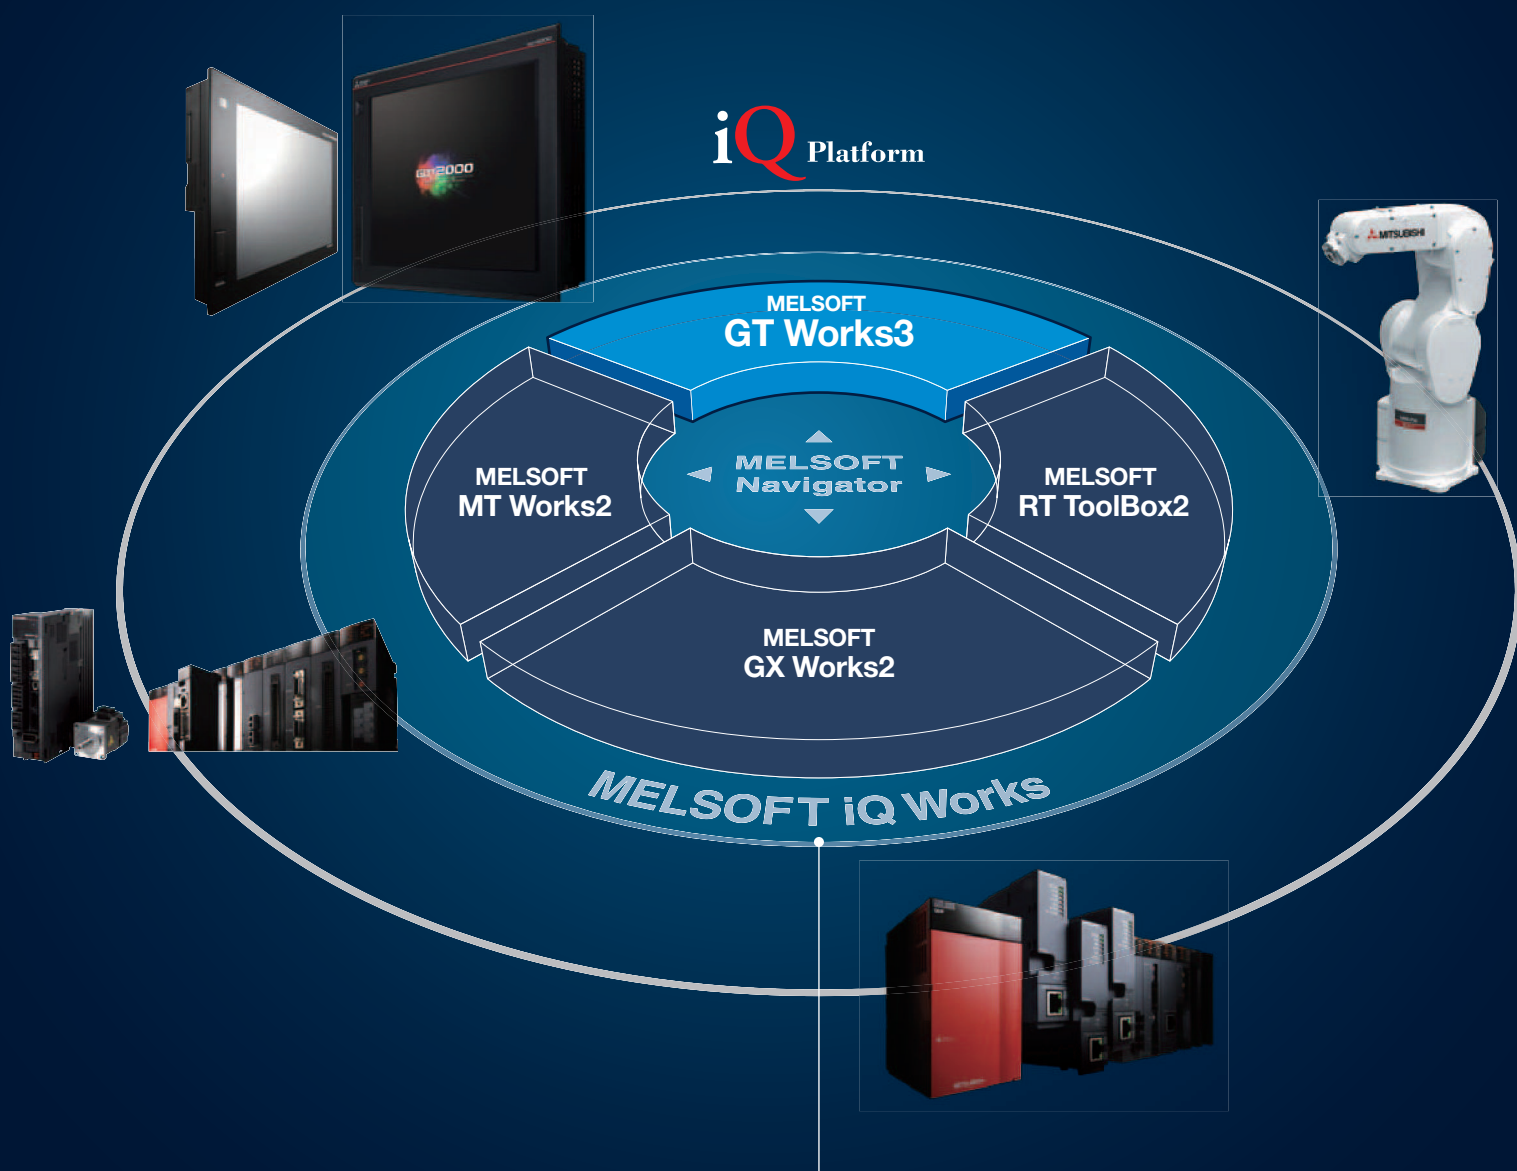 iQ Platform
GOT2000
MITSUBISHI
MELSOFT
GT Works3
MELSOFT
MT Works2
MELSOFT
Navigator
MELSOFT
RT ToolBox2
MELSOFT
GX Works2
MELSOFT iQ Works